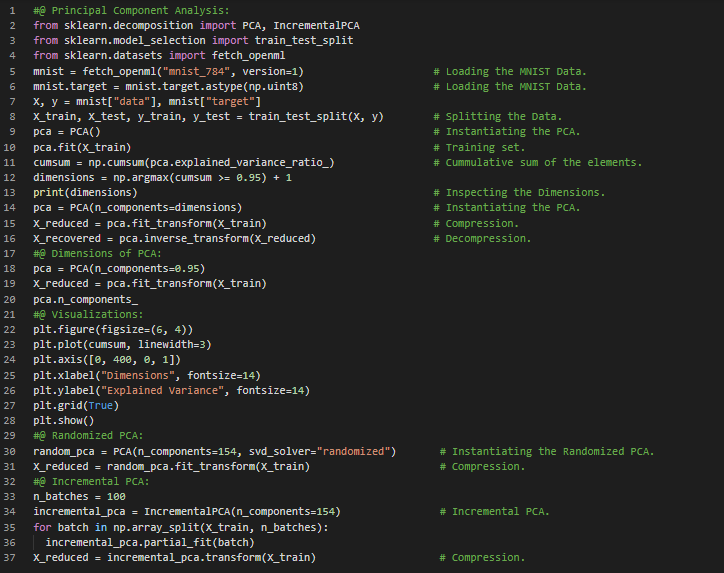 1 #@ Principal Component Analysis:
2 from sklearn.decomposition import PCA, IncrementalPCA
3 from sklearn.model_selection import train_test_split
4 from sklearn.datasets import fetch_openml
5 mnist = fetch_openml("mnist_784", version=1) # Loading the MNIST Data.
6 mnist.target = mnist.target.astype(np.uint8) # Loading the MNIST Data.
7 X, y = mnist["data"], mnist["target"]
8 X_train, X_test, y_train, y_test = train_test_split(X, y) # Splitting the Data.
9 pca = PCA() # Instantiating the PCA.
10 pca.fit(X_train) # Training set.
11 cumsum = np.cumsum(pca.explained_variance_ratio_) # Cummulative sum of the elements.
12 dimensions = np.argmax(cumsum >= 0.95) + 1
13 print(dimensions) # Inspecting the Dimensions.
14 pca = PCA(n_components=dimensions) # Instantiating the PCA.
15 X_reduced = pca.fit_transform(X_train) # Compression.
16 X_recovered = pca.inverse_transform(X_reduced) # Decompression.
17 #@ Dimensions of PCA:
18 pca = PCA(n_components=0.95)
19 X_reduced = pca.fit_transform(X_train)
20 pca.n_components_
21 #@ Visualizations:
22 plt.figure(figsize=(6, 4))
23 plt.plot(cumsum, linewidth=3)
24 plt.axis([0, 400, 0, 1])
25 plt.xlabel("Dimensions", fontsize=14)
26 plt.ylabel("Explained Variance", fontsize=14)
27 plt.grid(True)
28 plt.show()
29 #@ Randomized PCA:
30 random_pca = PCA(n_components=154, svd_solver="randomized") # Instantiating the Randomized PCA.
31 X_reduced = random_pca.fit_transform(X_train) # Compression.
32 #@ Incremental PCA:
33 n_batches = 100
34 incremental_pca = IncrementalPCA(n_components=154) # Incremental PCA.
35 for batch in np.array_split(X_train, n_batches):
36 incremental_pca.partial_fit(batch)
37 X_reduced = incremental_pca.transform(X_train) # Compression.